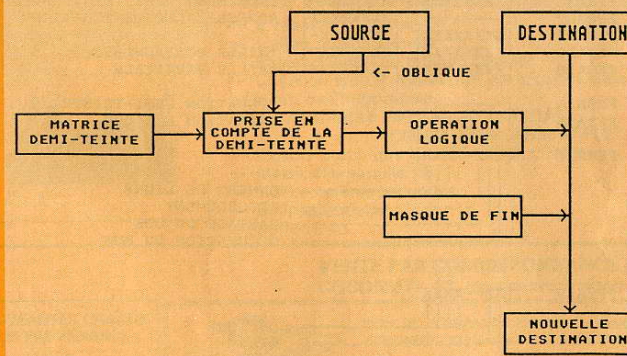 SOURCE
DESTINATION
<- OBLIQUE
MATRICE
DEMI-TEINTE
PRISE EN
COMPTE DE LA
DEMI-TEINTE
OPERATION
LOGIQUE
MASQUE DE FIN
NOUVELLE
DESTINATION